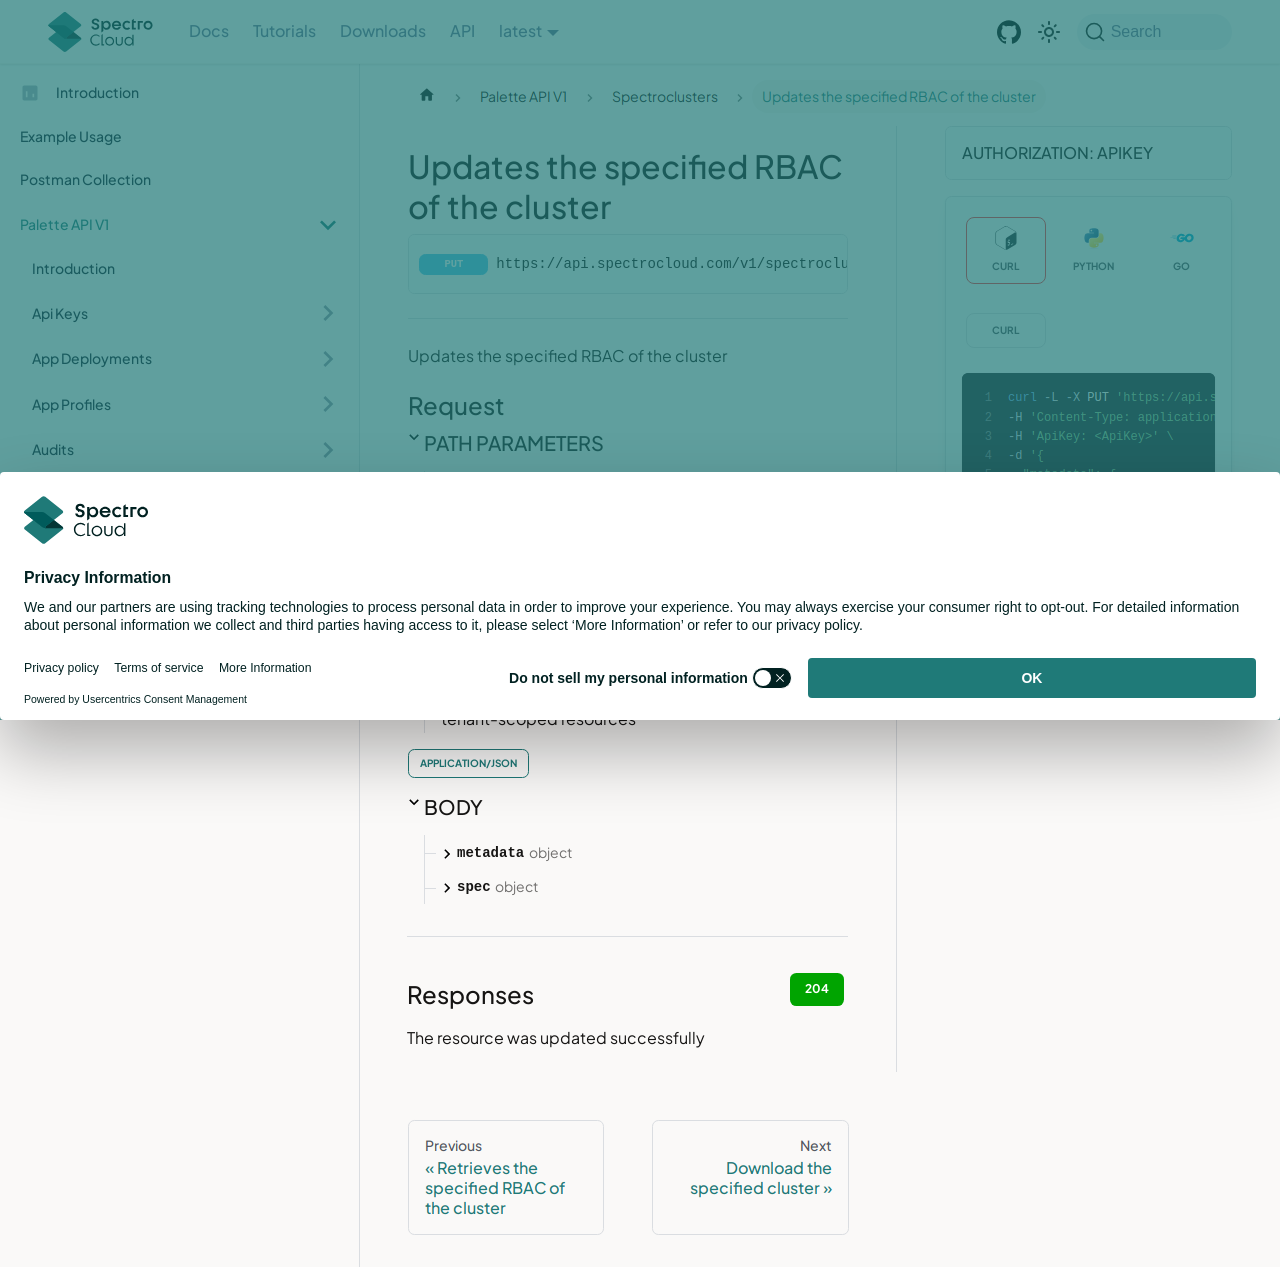 Spectro
Cloud
Docs
Tutorials
Downloads
API
latest
Search
Introduction
Example Usage
Postman Collection
Palette API V1
Introduction
Api Keys
App Deployments
App Profiles
Audits
Palette API V1
Spectroclusters
Updates the specified RBAC of the cluster
Updates the specified RBAC
of the cluster
PUT
https://api.spectrocloud.com/v1/spectroclu
Updates the specified RBAC of the cluster
Request
PATH PARAMETERS
AUTHORIZATION: APIKEY
CURL
PYTHON
GO
CURL
1 curl -L -X PUT 'https://api.s
2 -H 'Content-Type: application
3 -H 'ApiKey: <ApiKey>' \
4 -d '{
Spectro
Cloud
Privacy Information
We and our partners are using tracking technologies to process personal data in order to improve your experience. You may always exercise your consumer right to opt-out. For detailed information
about personal information we collect and third parties having access to it, please select ‘More Information’ or refer to our privacy policy.
Privacy policy
Terms of service
More Information
Powered by Usercentrics Consent Management
Do not sell my personal information
OK
tenant-scoped resources
APPLICATION/JSON
BODY
metadata object
spec object
Responses
204
The resource was updated successfully
Previous
« Retrieves the
specified RBAC of
the cluster
Next
Download the
specified cluster »